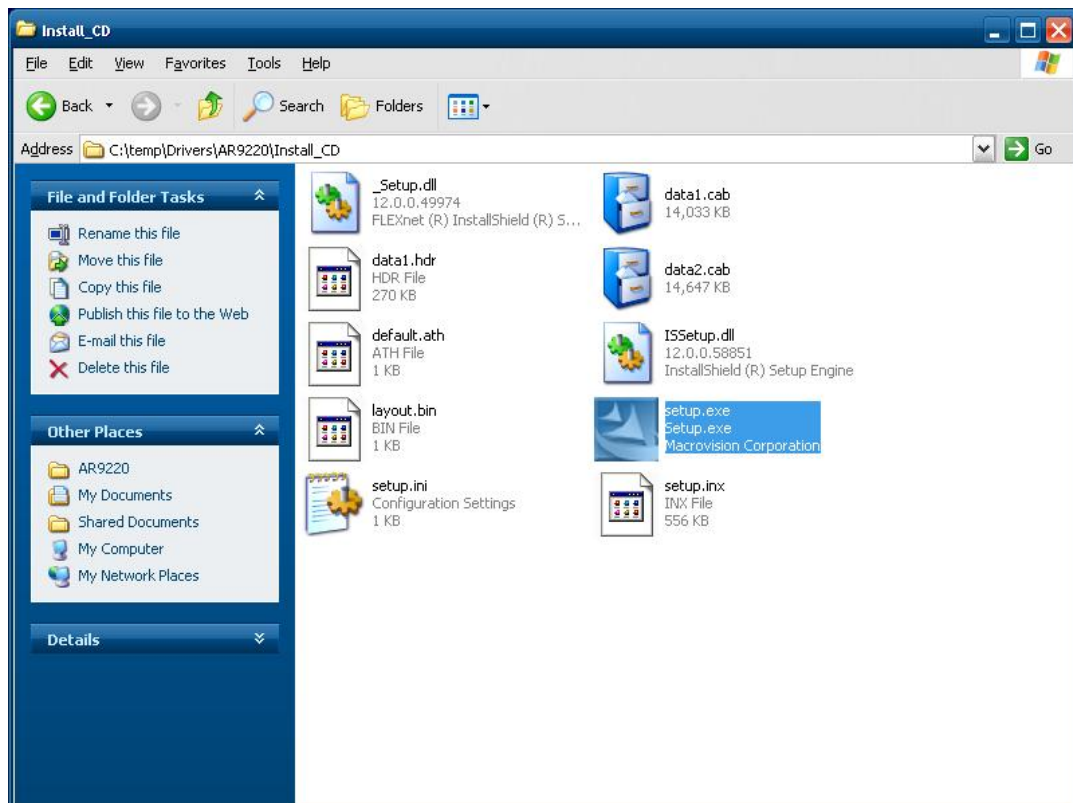 Install_CD
File Edit View Favorites Tools Help
Back Search Folders
Address C:\temp\Drivers\AR9220\Install_CD Go
File and Folder Tasks
Rename this file
Move this file
Copy this file
Publish this file to the Web
E-mail this file
Delete this file
Other Places
AR9220
My Documents
Shared Documents
My Computer
My Network Places
Details
_Setup.dll
12.0.0.49974
FLEXnet (R) InstallShield (R) S...
data1.cab
14,033 KB
data1.hdr
HDR File
270 KB
data2.cab
14,647 KB
default.ath
ATH File
1 KB
ISSetup.dll
12.0.0.58851
InstallShield (R) Setup Engine
layout.bin
BIN File
1 KB
setup.exe
Setup.exe
Macrovision Corporation
setup.ini
Configuration Settings
1 KB
setup.inx
INX File
556 KB